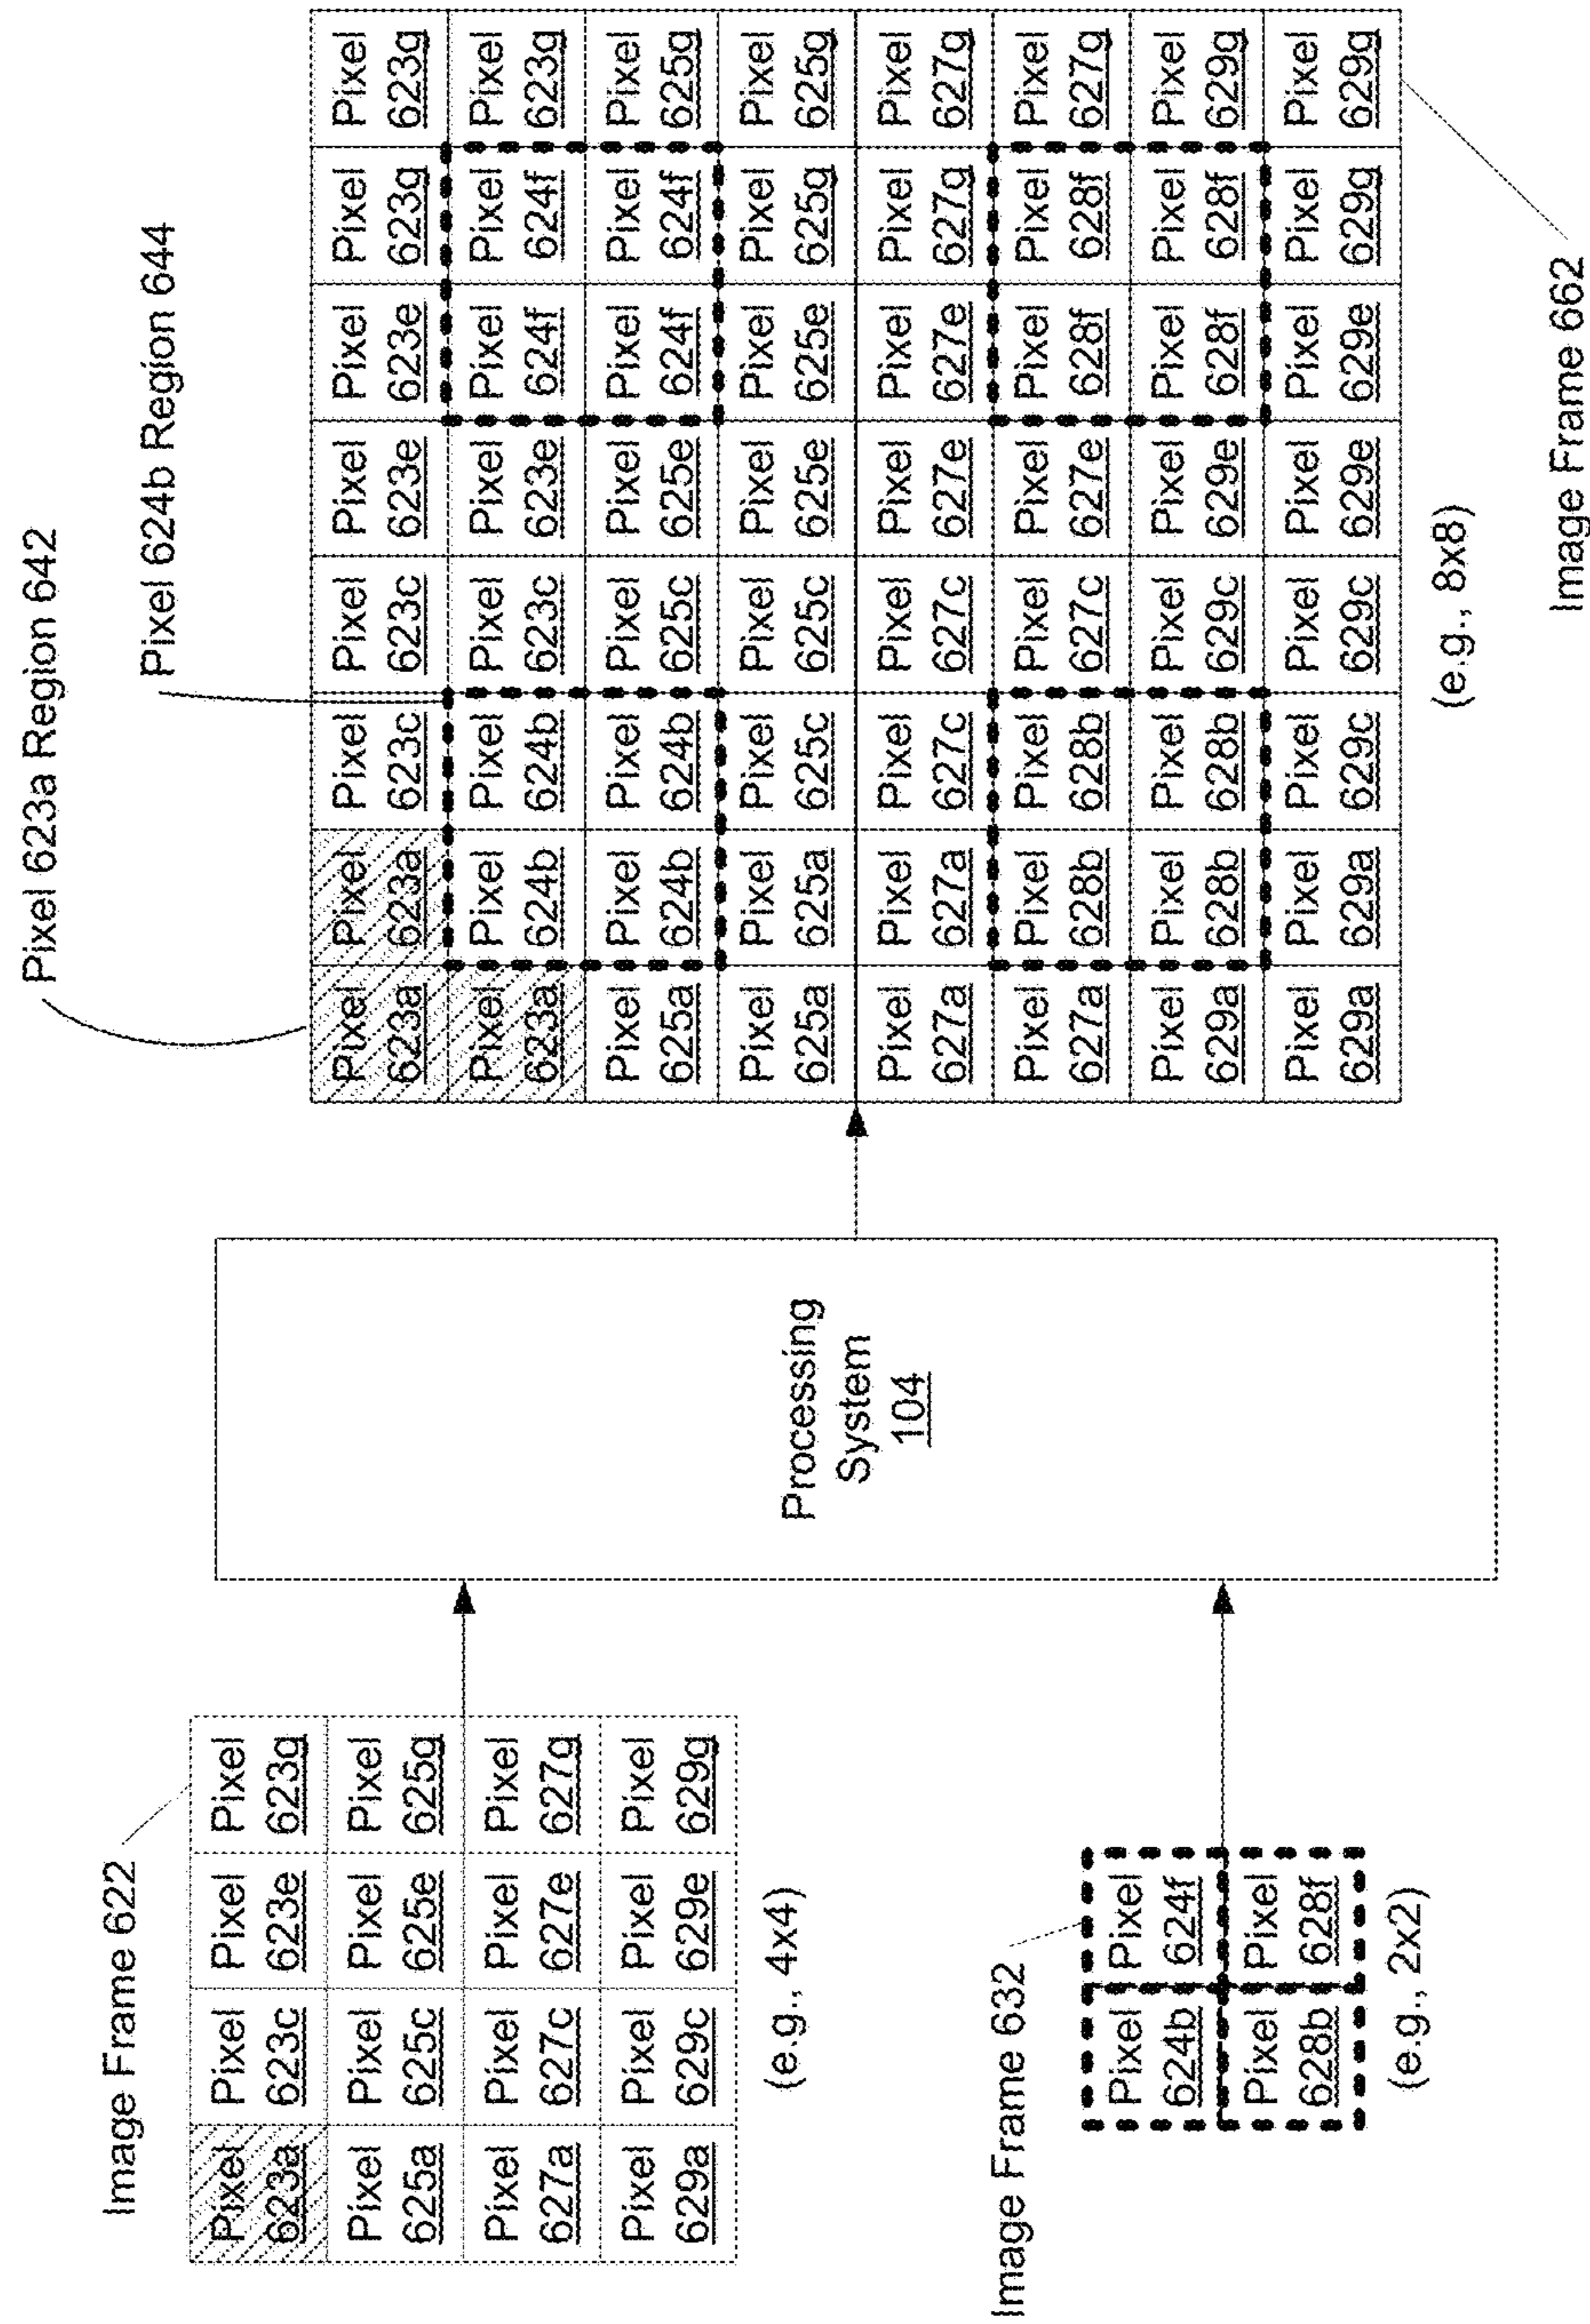 Image Frame 622
Pixel Pixel Pixel Pixel
623a 623c 623e 623g
Pixel Pixel Pixel Pixel
625a 625c 625e 625g
Pixel Pixel Pixel Pixel
627a 627c 627e 627g
Pixel Pixel Pixel Pixel
629a 629c 629e 629g
(e.g., 4x4)
Image Frame 632
Pixel Pixel
624b 624f
Pixel Pixel
628b 628f
(e.g., 2x2)
Processing
System
104
Pixel 623a Region 642
Pixel 624b Region 644
Pixel Pixel Pixel Pixel Pixel Pixel Pixel Pixel
623a 623a 623c 623c 623e 623e 623g 623g
Pixel Pixel Pixel Pixel Pixel Pixel Pixel Pixel
623a 624b 624b 623c 623e 624f 624f 623g
Pixel Pixel Pixel Pixel Pixel Pixel Pixel Pixel
625a 624b 624b 625c 625e 624f 624f 625g
Pixel Pixel Pixel Pixel Pixel Pixel Pixel Pixel
625a 625a 625c 625c 625e 625e 625g 625g
Pixel Pixel Pixel Pixel Pixel Pixel Pixel Pixel
627a 627a 627c 627c 627e 627e 627g 627g
Pixel Pixel Pixel Pixel Pixel Pixel Pixel Pixel
627a 628b 628b 627c 627e 628f 628f 627g
Pixel Pixel Pixel Pixel Pixel Pixel Pixel Pixel
629a 628b 628b 629c 629e 628f 628f 629g
Pixel Pixel Pixel Pixel Pixel Pixel Pixel Pixel
629a 629a 629c 629c 629e 629e 629g 629g
(e.g., 8x8)
Image Frame 662